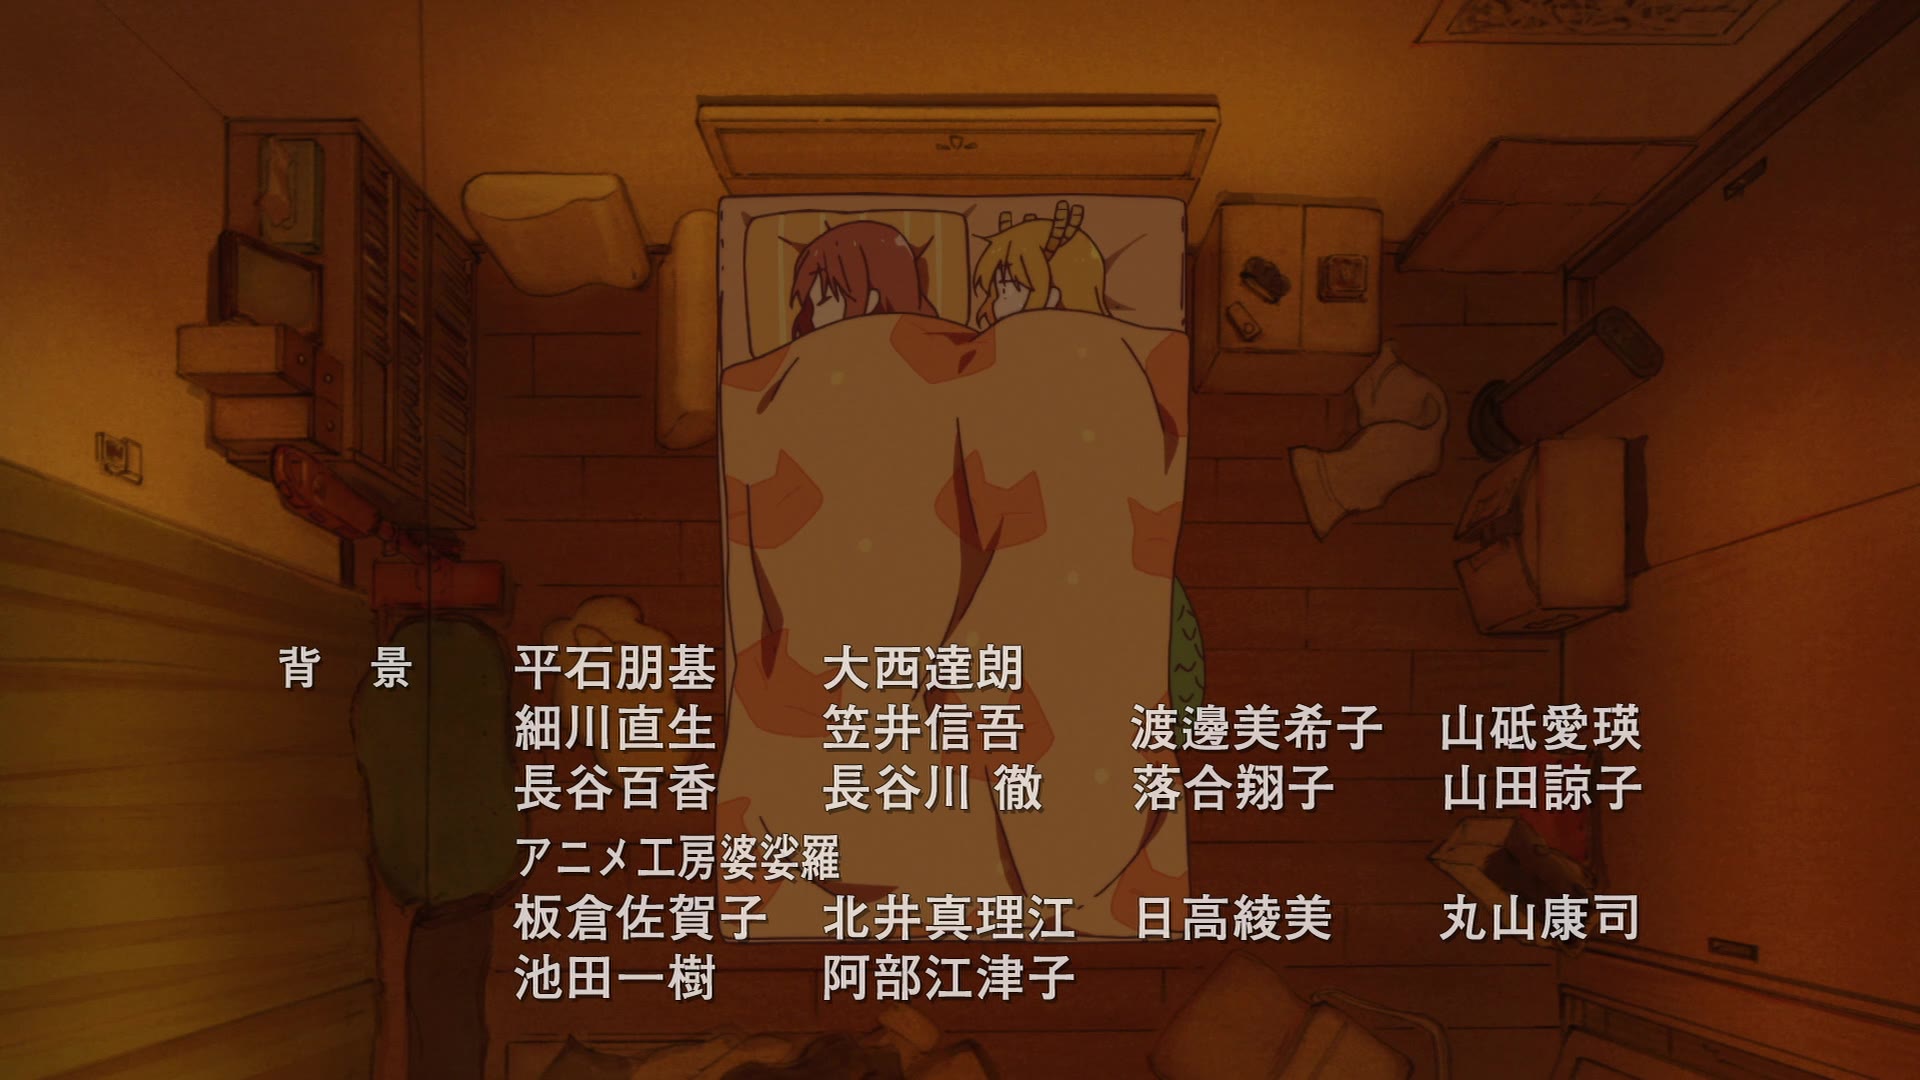 背 景 平石朋基 大西達朗
細川直生 笠井信吾 渡邊美希子 山砥愛瑛
長谷百香 長谷川 徹 落合翔子 山田諒子
アニメ工房婆娑羅
板倉佐賀子 北井真理江 日高綾美 丸山康司
池田一樹 阿部江津子